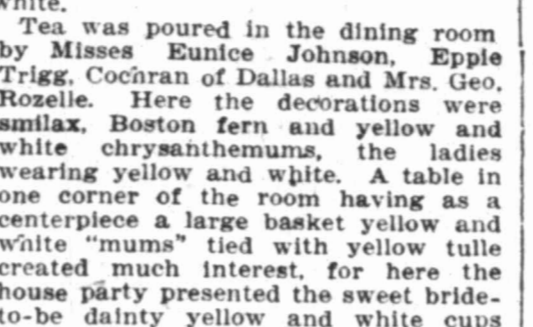 white.
Tea was poured in the dining room
by Misses Eunice Johnson, Eppie
Trigg, Cochran of Dallas and Mrs. Geo.
Rozelle. Here the decorations were
smilax, Boston fern and yellow and
white chrysanthemums, the ladies
wearing yellow and white. A table in
one corner of the room having as a
centerpiece a large basket yellow and
white "mums" tied with yellow tulle
created much interest, for here the
house party presented the sweet bride-
to-be dainty yellow and white cups